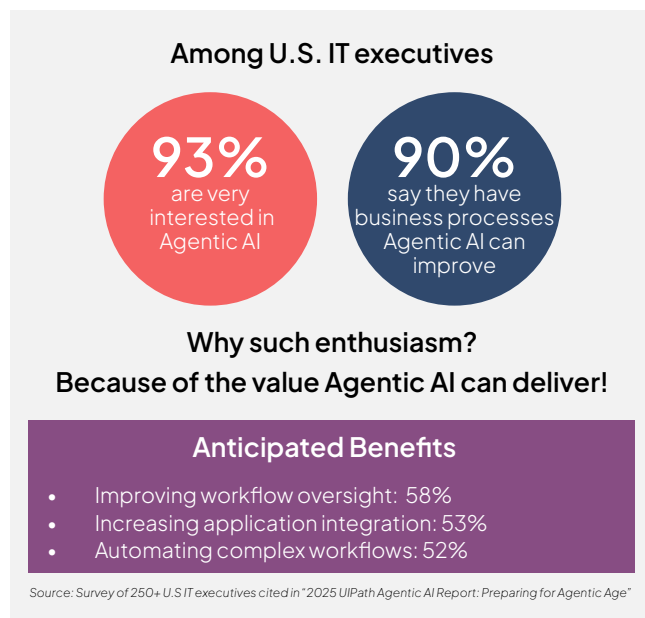 Among U.S. IT executives
93%
are very
interested in
Agentic AI
90%
say they have
business processes
Agentic AI can
improve
Why such enthusiasm?
Because of the value Agentic AI can deliver!
Anticipated Benefits
• Improving workflow oversight: 58%
• Increasing application integration: 53%
• Automating complex workflows: 52%
Source: Survey of 250+ U.S IT executives cited in "2025 UIPath Agentic AI Report: Preparing for Agentic Age"